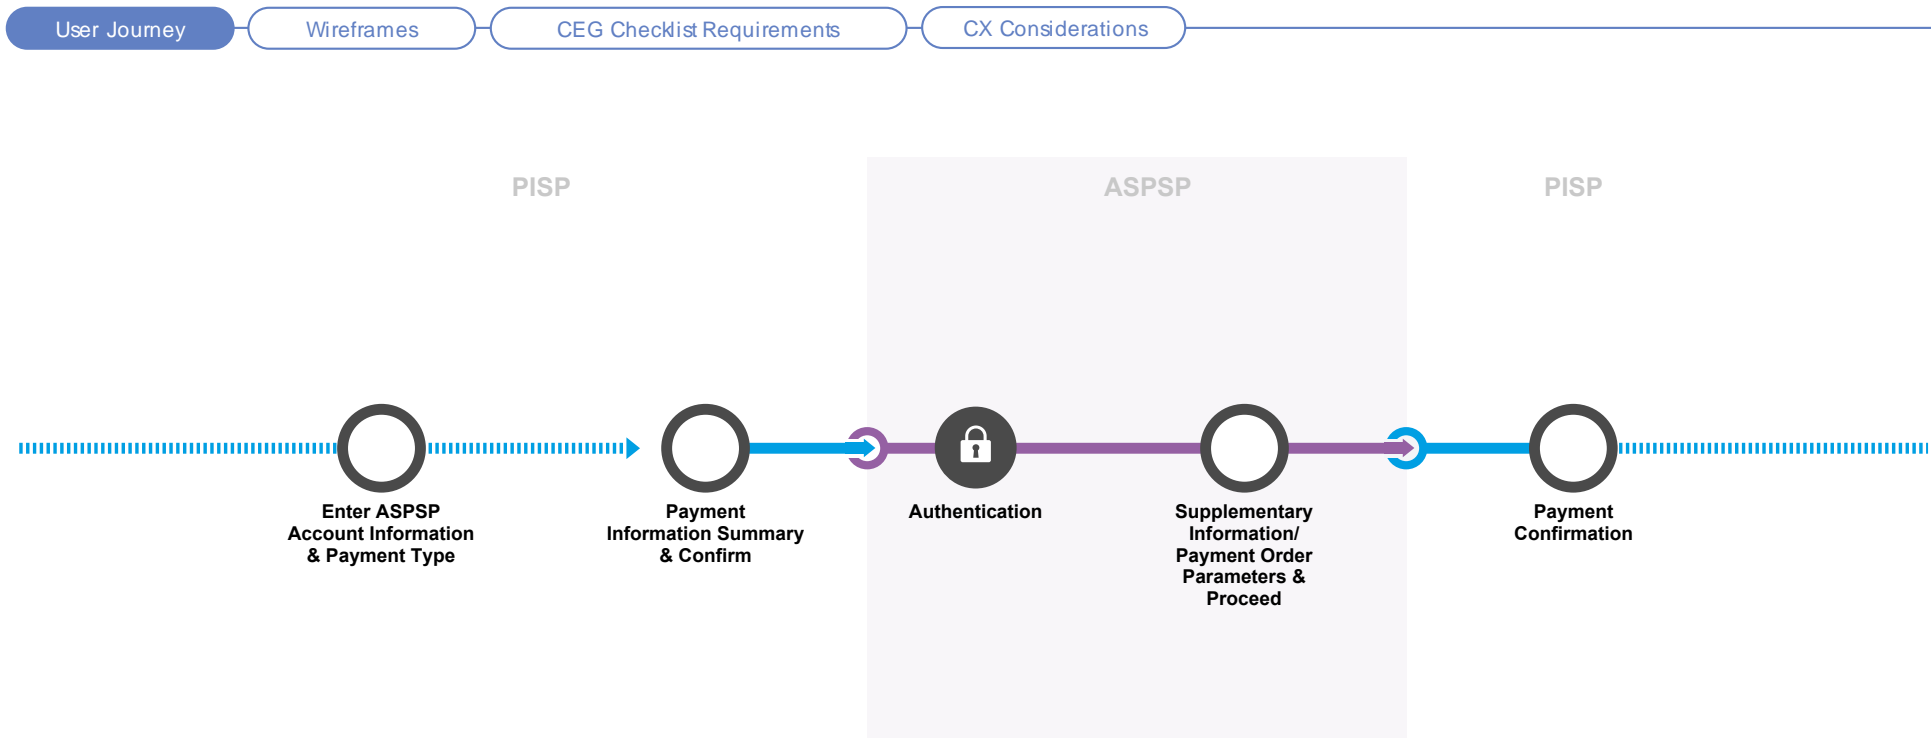 User Journey
Wireframes
CEG Checklist Requirements
CX Considerations
PISP
ASPSP
PISP
Enter ASPSP
Account Information
& Payment Type
Payment
Information Summary
& Confirm
Authentication
Supplementary
Information/
Payment Order
Parameters &
Proceed
Payment
Confirmation